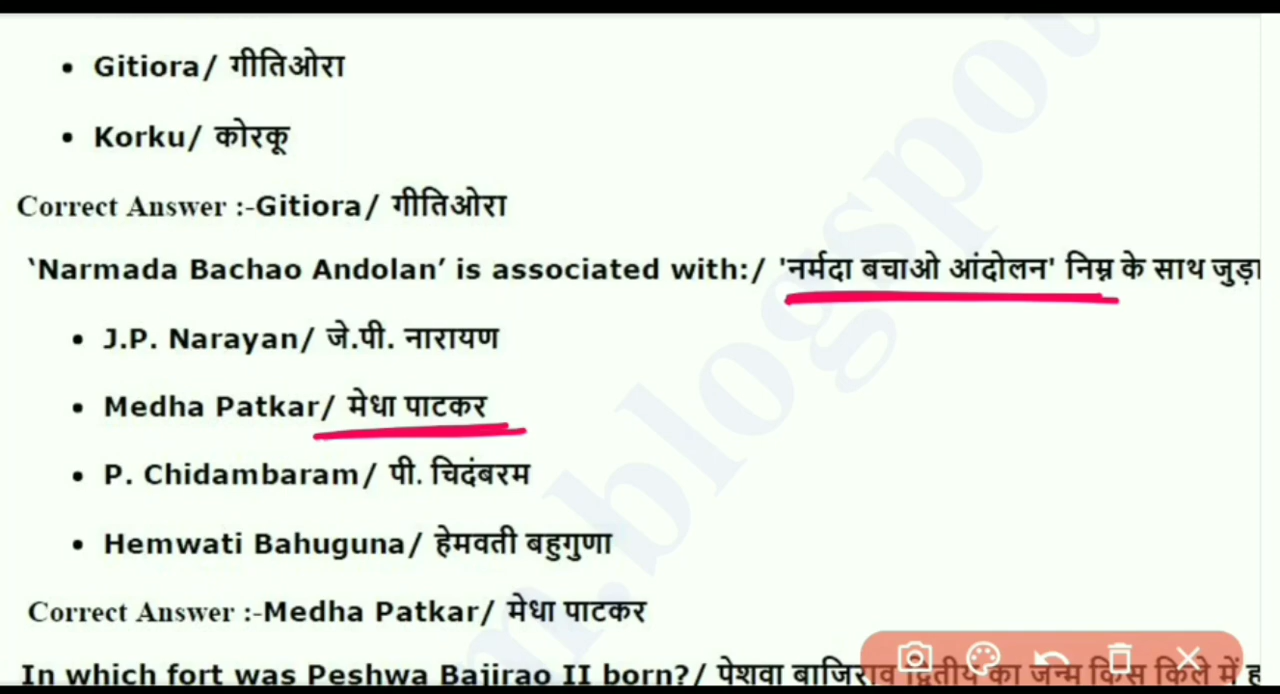 • Gitiora/ गीतिओरा
• Korku/ कोरकू
Correct Answer :-Gitiora/ गीतिओरा
‘Narmada Bachao Andolan’ is associated with:/ 'नर्मदा बचाओ आंदोलन' निम्न के साथ जुड़ा
• J.P. Narayan/ जे.पी. नारायण
• Medha Patkar/ मेधा पाटकर
• P. Chidambaram/ पी. चिदंबरम
• Hemwati Bahuguna/ हेमवती बहुगुणा
Correct Answer :-Medha Patkar/ मेधा पाटकर
In which fort was Peshwa Bajirao II born?/ पेशवा बाजिराव द्वितीय का जन्म किस किले में